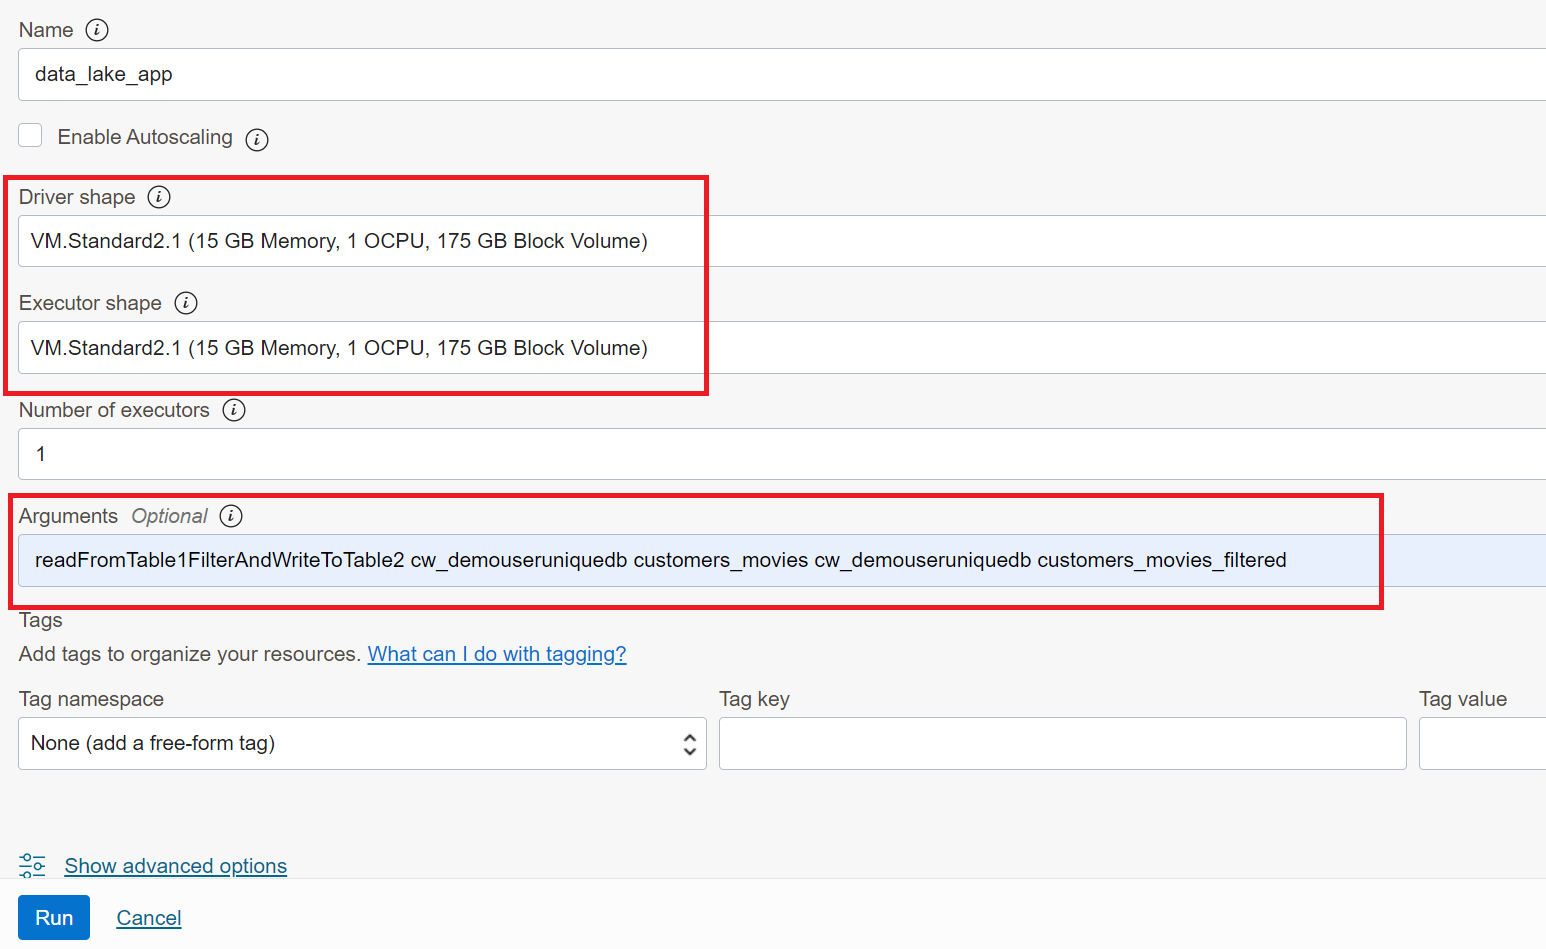 Name
data_lake_app
Enable Autoscaling
Driver shape
VM.Standard2.1 (15 GB Memory, 1 OCPU, 175 GB Block Volume)
Executor shape
VM.Standard2.1 (15 GB Memory, 1 OCPU, 175 GB Block Volume)
Number of executors
1
Arguments Optional
readFromTable1FilterAndWriteToTable2 cw_demouseruniquedb customers_movies cw_demouseruniquedb customers_movies_filtered
Tags
Add tags to organize your resources. What can I do with tagging?
Tag namespace Tag key Tag value
None (add a free-form tag)
Show advanced options
Run Cancel